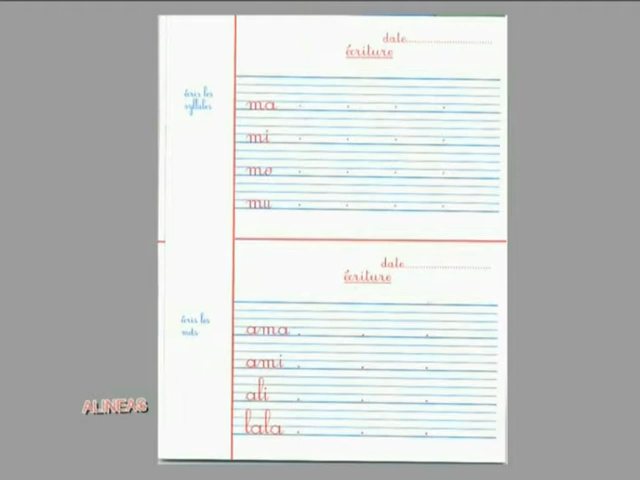 date
écriture
écris les
syllabes
ma
mi
mo
mu
date
écriture
écris les
mots
ama
ami
ali
lala
ALINEAS